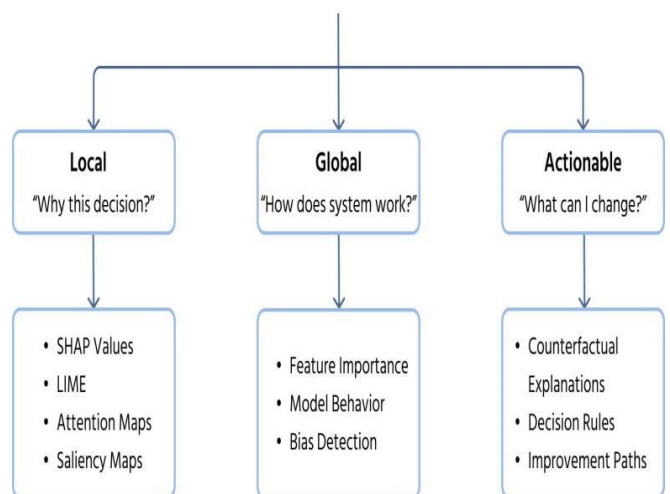 Local
“Why this decision?”
Global
“How does system work?”
Actionable
“What can I change?”
• SHAP Values
• LIME
• Attention Maps
• Saliency Maps
• Feature Importance
• Model Behavior
• Bias Detection
• Counterfactual
Explanations
• Decision Rules
• Improvement Paths